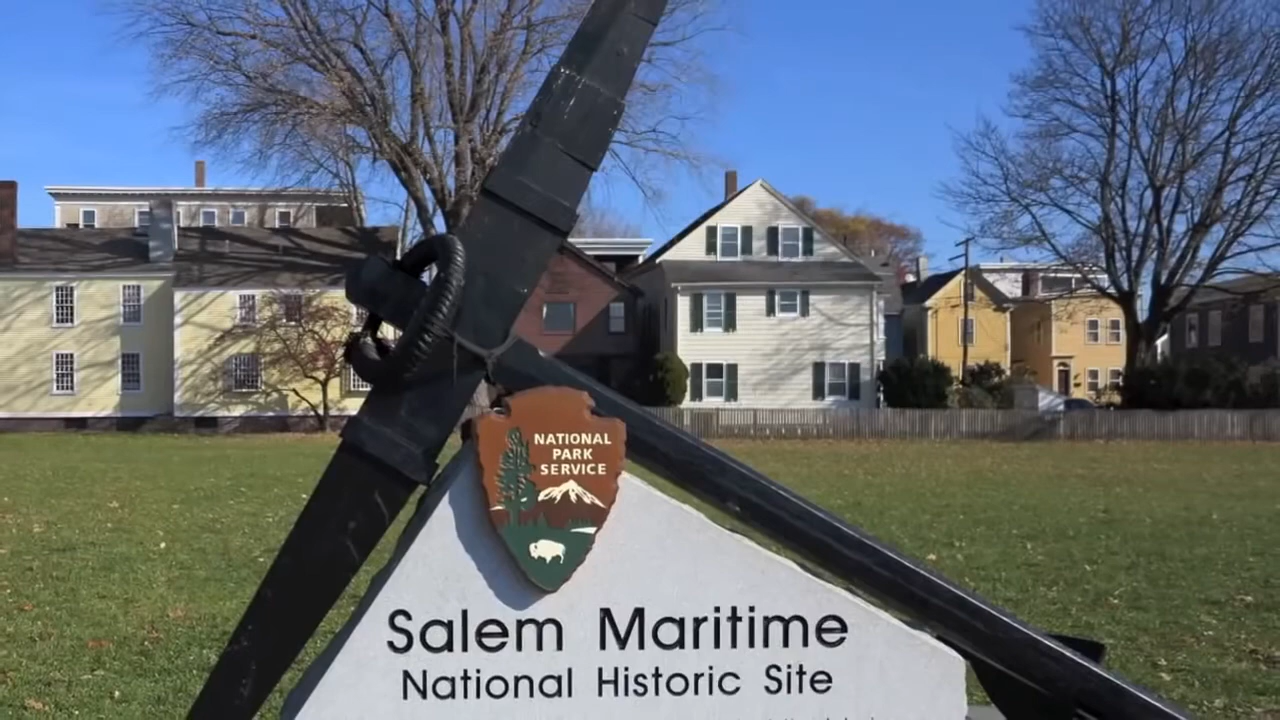 NATIONAL
PARK
SERVICE
Salem Maritime
National Historic Site